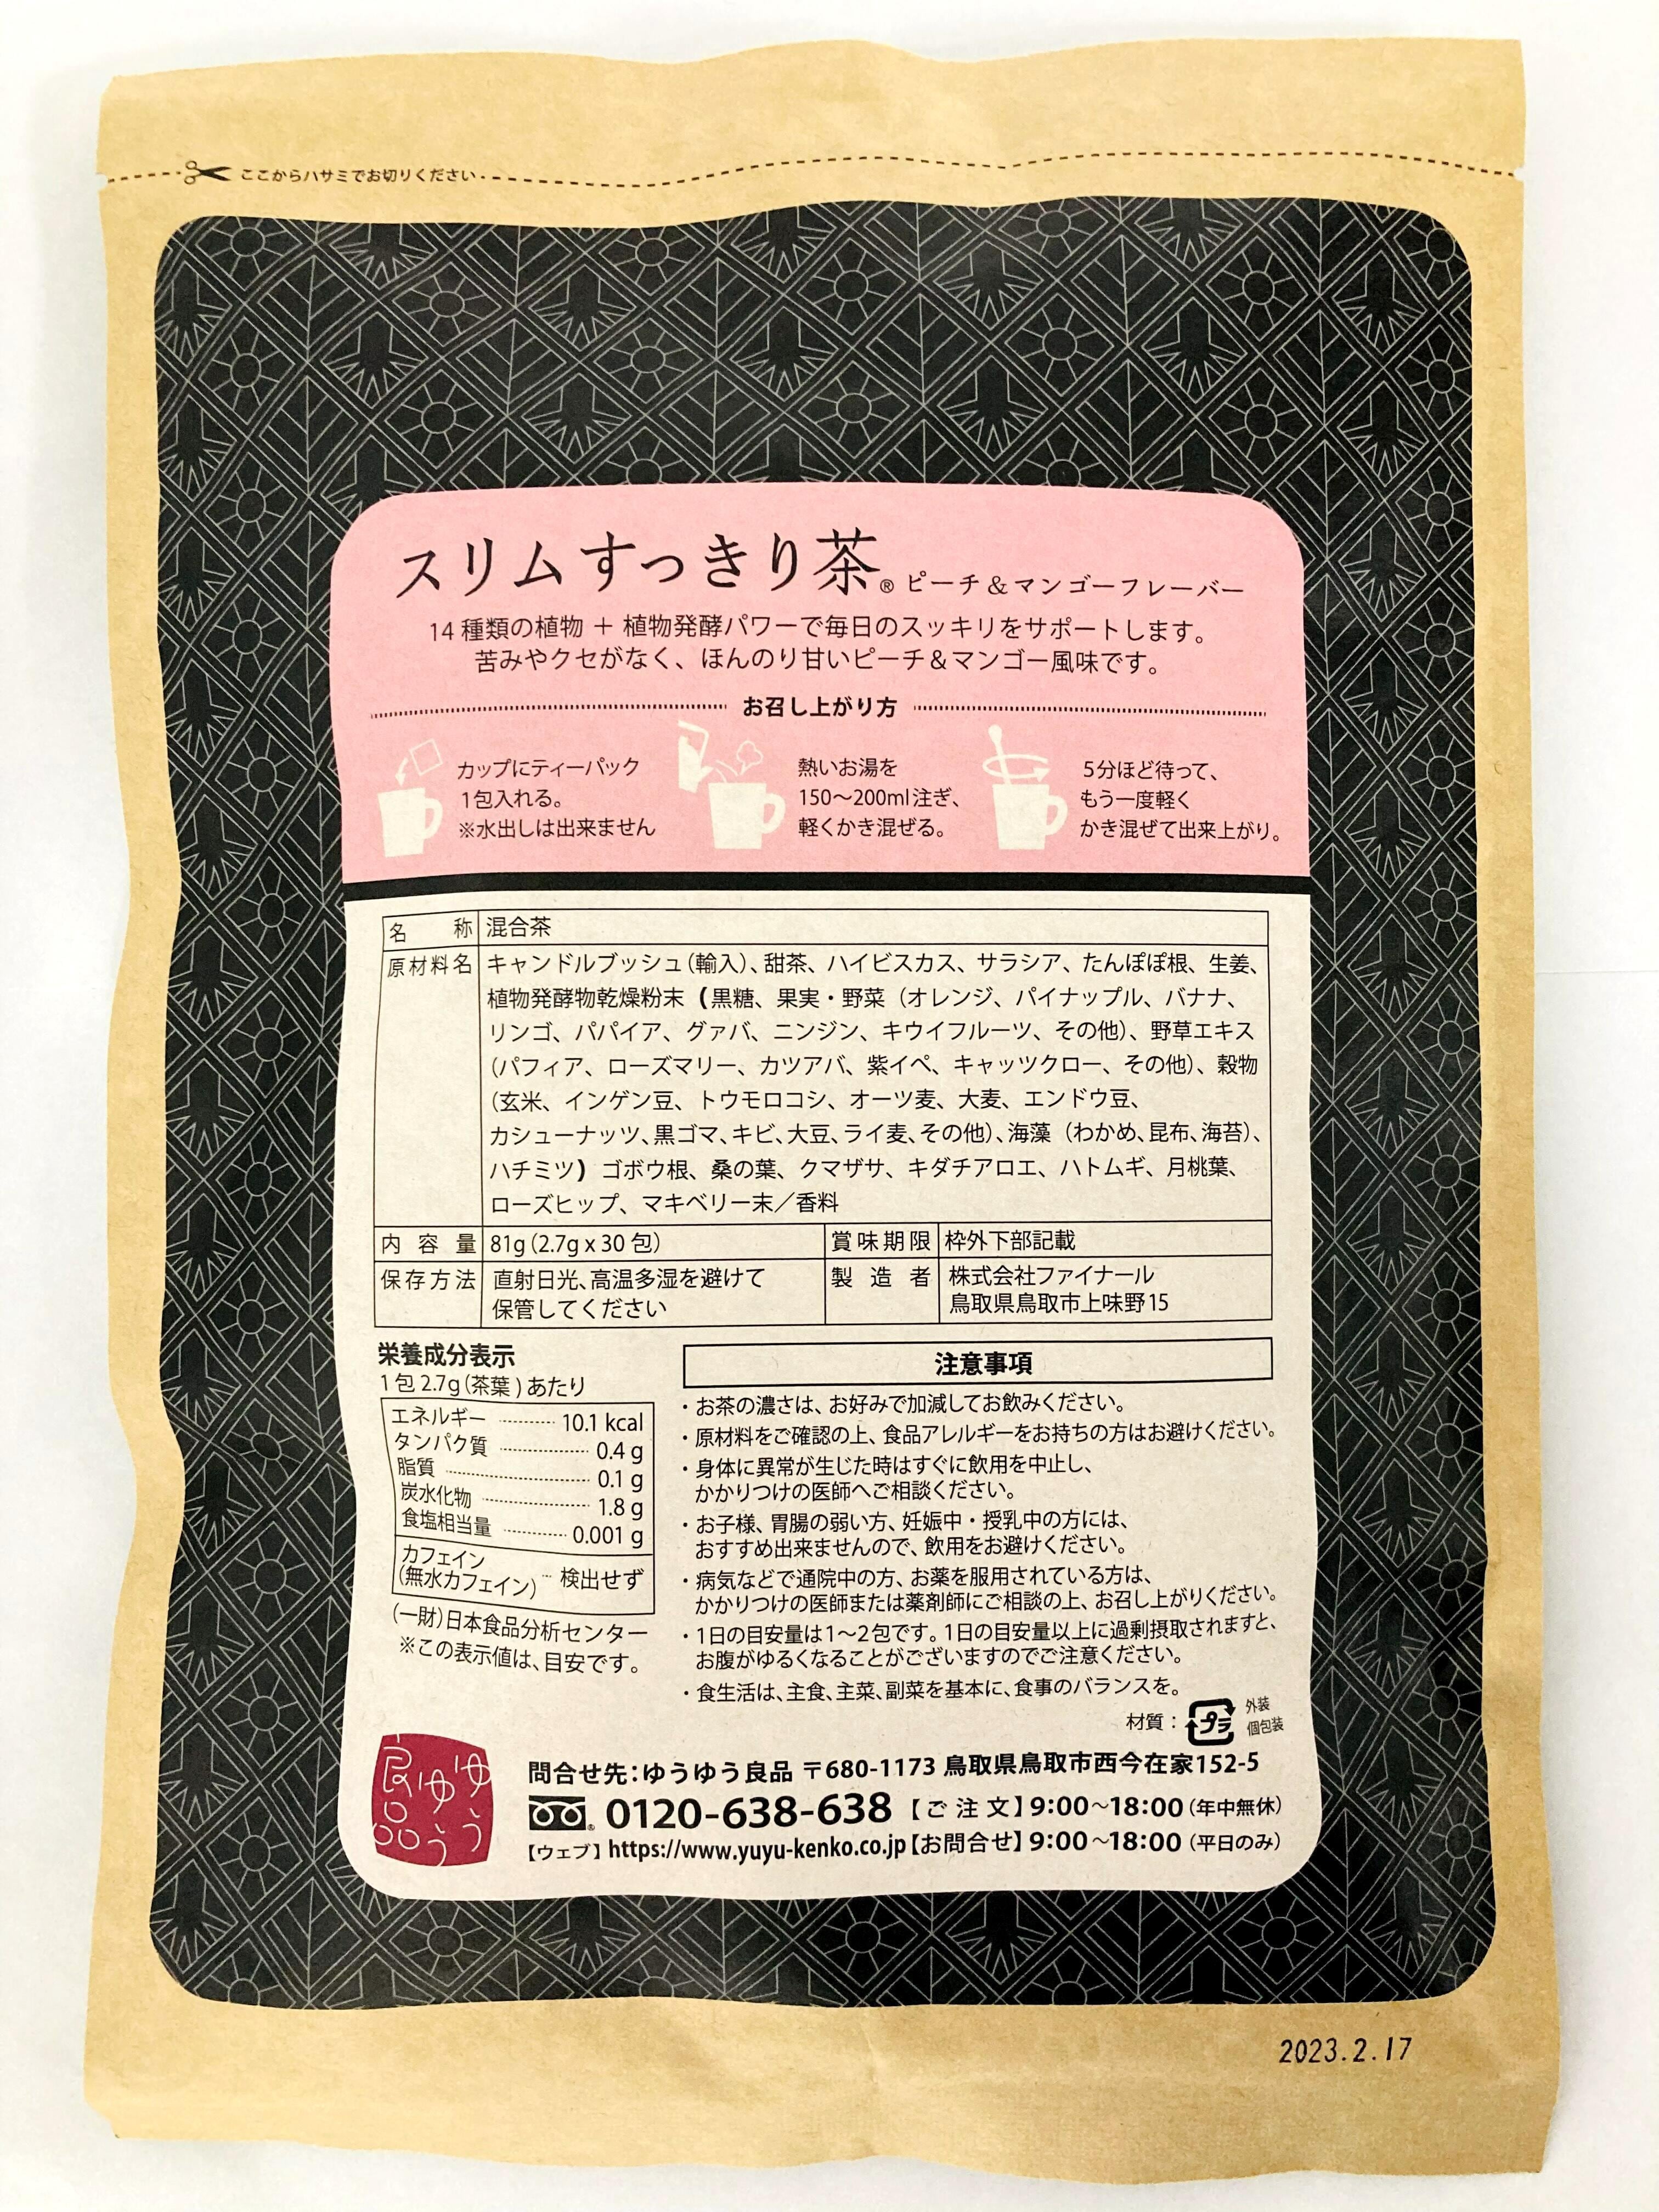 ここからハサミでお切りください
スリムすっきり茶® ピーチ＆マンゴーフレーバー
14種類の植物 ＋ 植物発酵パワーで毎日のスッキリをサポートします。
苦みやクセがなく、ほんのり甘いピーチ＆マンゴー風味です。
お召し上がり方
カップにティーパック
1包入れる。
※水出しは出来ません
熱いお湯を
150〜200ml注ぎ、
軽くかき混ぜる。
5分ほど待って、
もう一度軽く
かき混ぜて出来上がり。
名称 混合茶
原材料名 キャンドルブッシュ（輸入）、甜茶、ハイビスカス、サラシア、たんぽぽ根、生姜、
植物発酵物乾燥粉末（黒糖、果実・野菜（オレンジ、パイナップル、バナナ、
リンゴ、パパイア、グァバ、ニンジン、キウイフルーツ、その他）、野草エキス
（パフィア、ローズマリー、カツアバ、紫イペ、キャッツクロー、その他）、穀物
（玄米、インゲン豆、トウモロコシ、オーツ麦、大麦、エンドウ豆、
カシューナッツ、黒ゴマ、キビ、大豆、ライ麦、その他）、海藻（わかめ、昆布、海苔）、
ハチミツ）ゴボウ根、桑の葉、クマザサ、キダチアロエ、ハトムギ、月桃葉、
ローズヒップ、マキベリー末／香料
内容量 81g（2.7g x 30 包） 賞味期限 枠外下部記載
保存方法 直射日光、高温多湿を避けて
保管してください
製造者 株式会社ファイナール
鳥取県鳥取市上味野15
栄養成分表示
1包 2.7g（茶葉）あたり
エネルギー 10.1 kcal
タンパク質 0.4 g
脂質 0.1 g
炭水化物 1.8 g
食塩相当量 0.001 g
カフェイン
（無水カフェイン） 検出せず
（一財）日本食品分析センター
※この表示値は、目安です。
注意事項
・お茶の濃さは、お好みで加減してお飲みください。
・原材料をご確認の上、食品アレルギーをお持ちの方はお避けください。
・身体に異常が生じた時はすぐに飲用を中止し、
かかりつけの医師へご相談ください。
・お子様、胃腸の弱い方、妊娠中・授乳中の方には、
おすすめ出来ませんので、飲用をお避けください。
・病気などで通院中の方、お薬を服用されている方は、
かかりつけの医師または薬剤師にご相談の上、お召し上がりください。
・1日の目安量は1〜2包です。1日の目安量以上に過剰摂取されますと、
お腹がゆるくなることがございますのでご注意ください。
・食生活は、主食、主菜、副菜を基本に、食事のバランスを。
材質：プラ 外装
個包装
ゆうゆう良品
問合せ先：ゆうゆう良品 〒680-1173 鳥取県鳥取市西今在家152-5
0120-638-638 【ご注文】9:00〜18:00（年中無休）
【ウェブ】https://www.yuyu-kenko.co.jp【お問合せ】9:00〜18:00（平日のみ）
2023.2.17